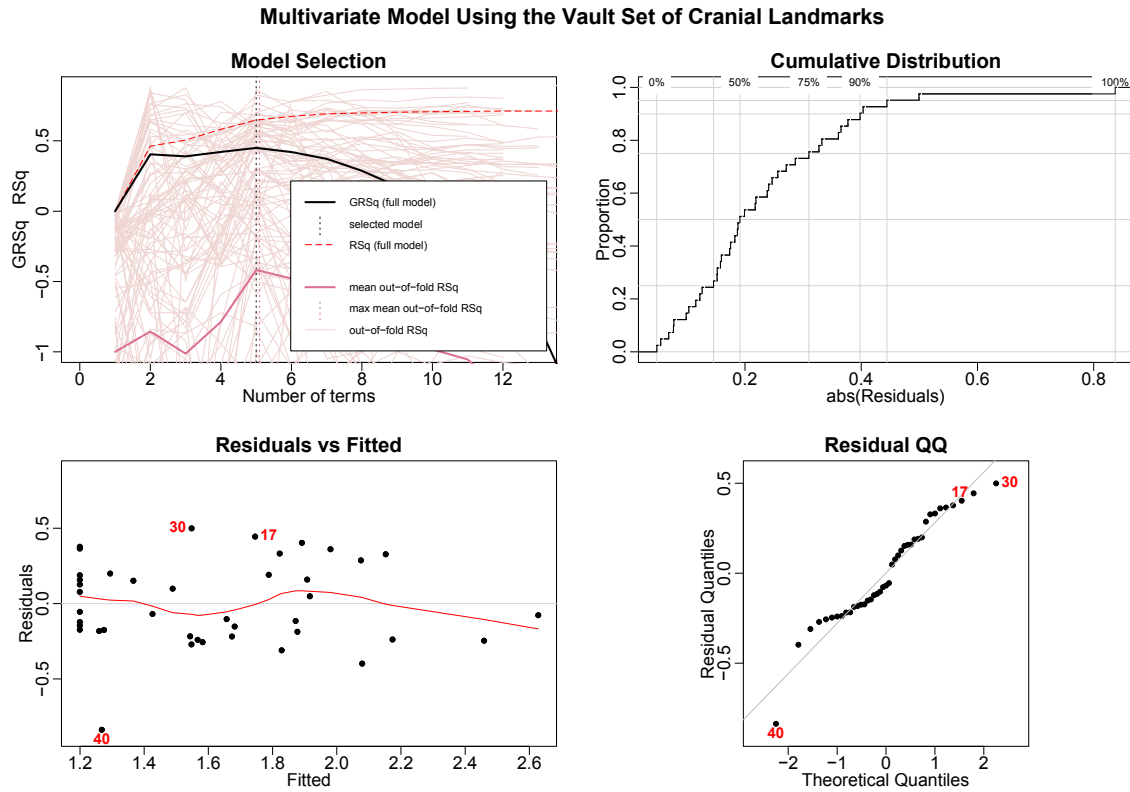 Multivariate Model Using the Vault Set of Cranial Landmarks
Model Selection
GRSq RSq
0.5
0
−0.5
−1
0 2 4 6 8 10 12
Number of terms
GRSq (full model)
selected model
RSq (full model)
mean out−of−fold RSq
max mean out−of−fold RSq
out−of−fold RSq
Cumulative Distribution
0% 50% 75% 90% 100%
Proportion
1.0
0.8
0.6
0.4
0.2
0.0
0.2 0.4 0.6 0.8
abs(Residuals)
Residuals vs Fitted
Residuals
0.5
0.0
−0.5
30
17
40
1.2 1.4 1.6 1.8 2.0 2.2 2.4 2.6
Fitted
Residual QQ
Residual Quantiles
0.5
0.0
−0.5
17
30
40
−2 −1 0 1 2
Theoretical Quantiles